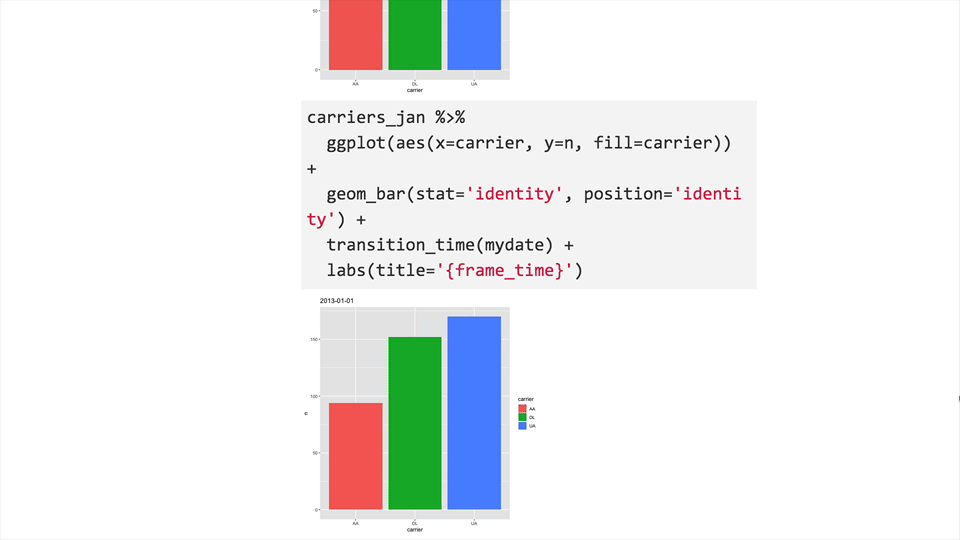 50
0
AA DL UA
carrier
carriers_jan %>%
ggplot(aes(x=carrier, y=n, fill=carrier))
+
geom_bar(stat='identity', position='identi
ty') +
transition_time(mydate) +
labs(title='{frame_time}')
2013-01-01
150
100
50
0
n
AA DL UA
carrier
carrier
AA
DL
UA